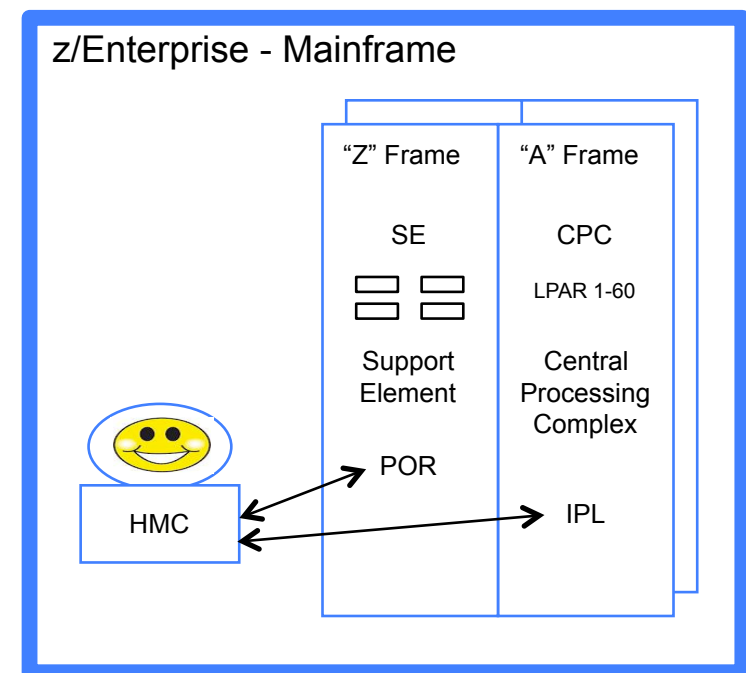 z/Enterprise - Mainframe
“Z” Frame
SE
Support
Element
POR
“A” Frame
CPC
LPAR 1-60
Central
Processing
Complex
IPL
HMC